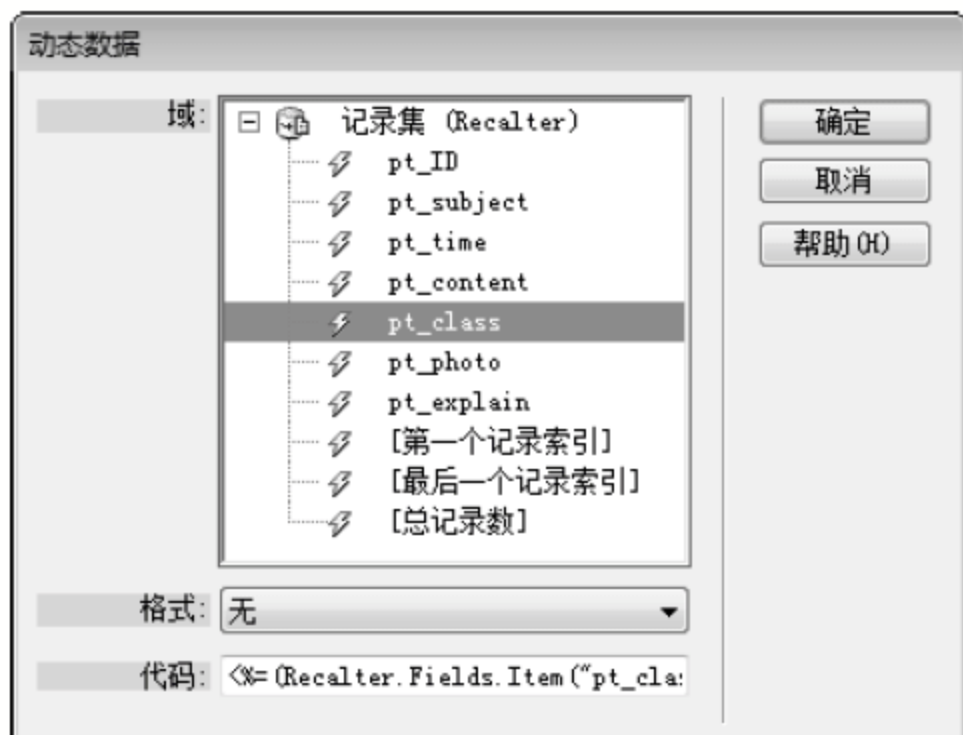 动态数据
域:
记录集 (Recalter)
pt_ID
pt_subject
pt_time
pt_content
pt_class
pt_photo
pt_explain
[第一个记录索引]
[最后一个记录索引]
[总记录数]
格式: 无
代码: <%=(Recalter.Fields.Item("pt_cla
确定
取消
帮助(H)